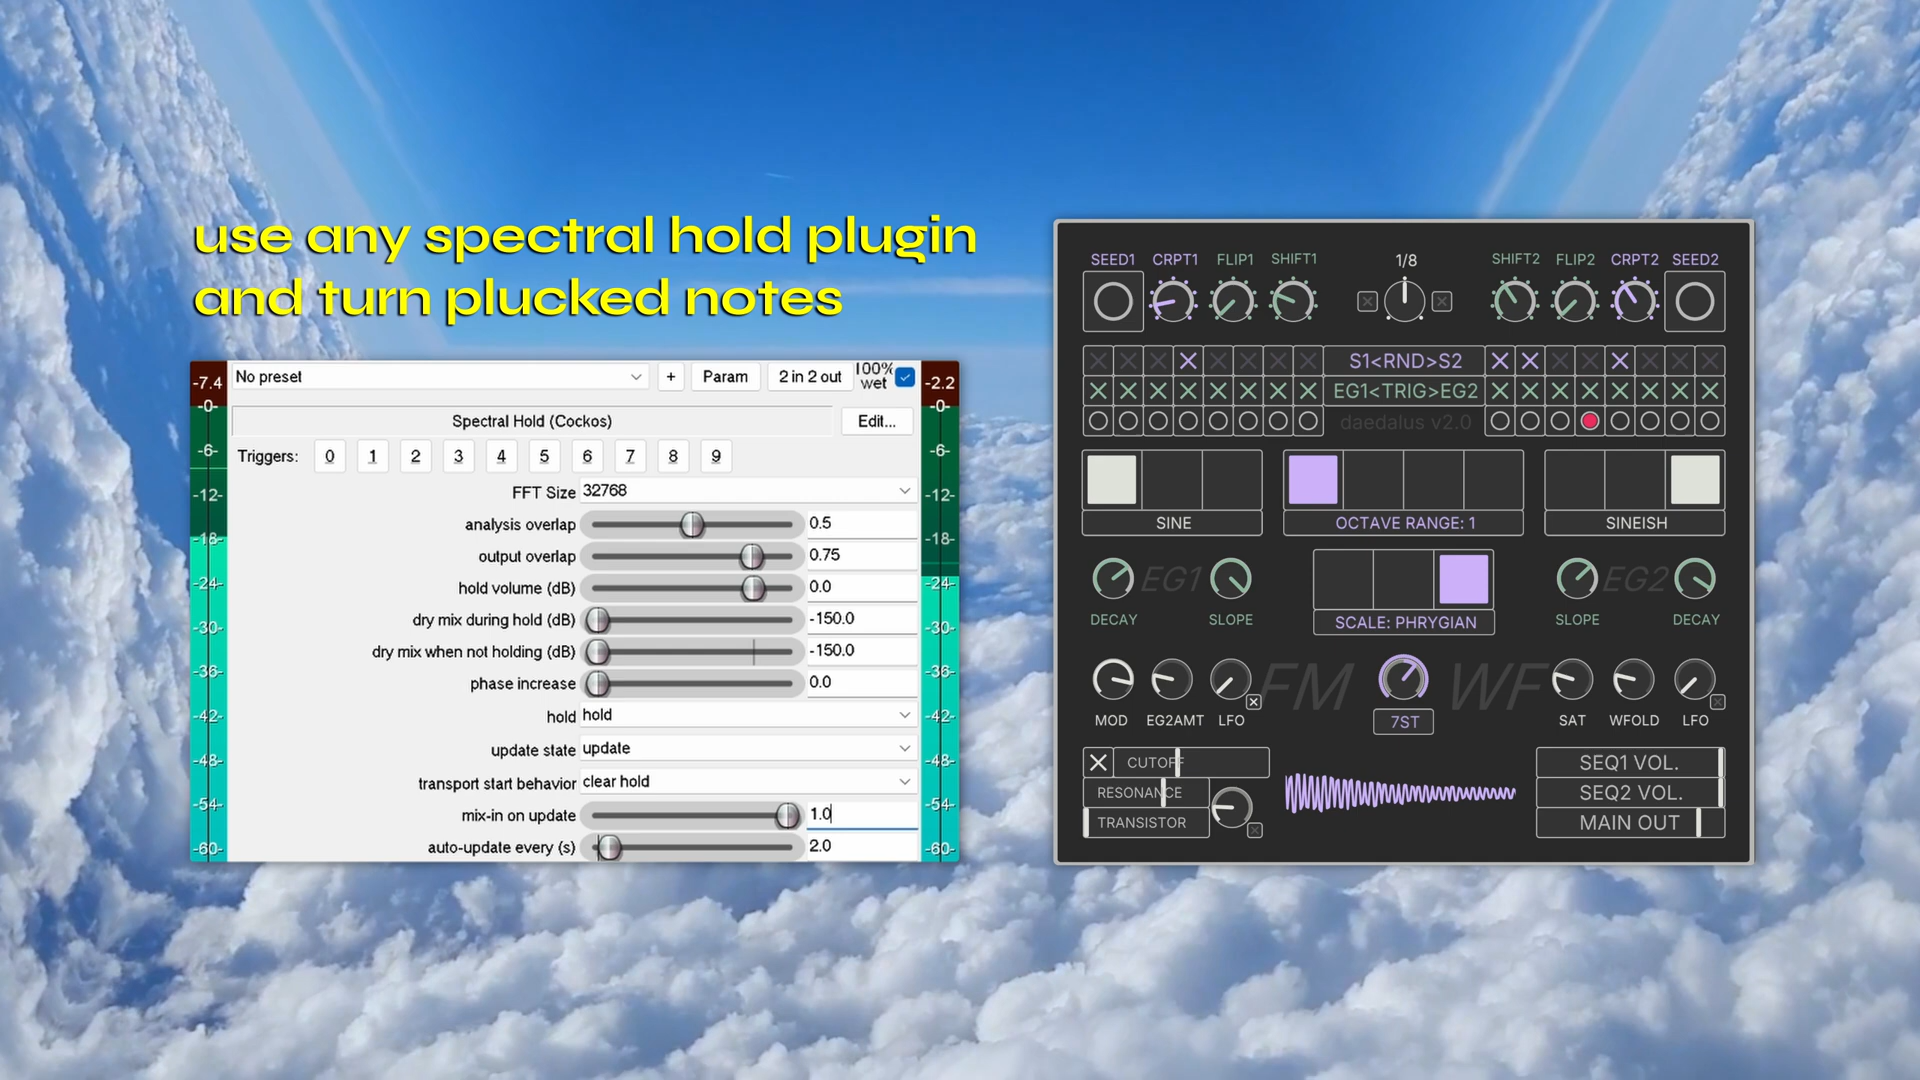 use any spectral hold plugin
and turn plucked notes
-7.4
-0-
-6-
-12-
-18-
-24-
-30-
-36-
-42-
-48-
-54-
-60-
No preset
+
Param
2 in 2 out
100%
wet
Spectral Hold (Cockos)
Edit...
Triggers:
0 1 2 3 4 5 6 7 8 9
FFT Size 32768
analysis overlap 0.5
output overlap 0.75
hold volume (dB) 0.0
dry mix during hold (dB) -150.0
dry mix when not holding (dB) -150.0
phase increase 0.0
hold hold
update state update
transport start behavior clear hold
mix-in on update 1.0
auto-update every (s) 2.0
-2.2
-0-
-6-
-12-
-18-
-24-
-30-
-36-
-42-
-48-
-54-
-60-
SEED1 CRPT1 FLIP1 SHIFT1 1/8 SHIFT2 FLIP2 CRPT2 SEED2
S1<RND>S2
EG1<TRIG>EG2
daedalus v2.0
SINE OCTAVE RANGE: 1 SINEISH
EG1 EG2
DECAY SLOPE SCALE: PHRYGIAN SLOPE DECAY
FM WF
MOD EG2AMT LFO 7ST SAT WFOLD LFO
CUTOFF
RESONANCE
TRANSISTOR
SEQ1 VOL.
SEQ2 VOL.
MAIN OUT